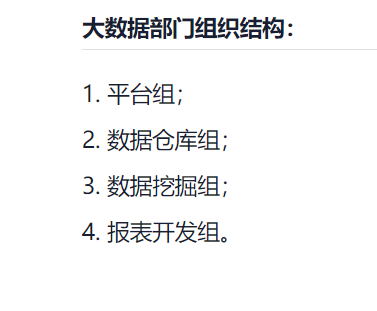 大数据部门组织结构：
1. 平台组；
2. 数据仓库组；
3. 数据挖掘组；
4. 报表开发组。